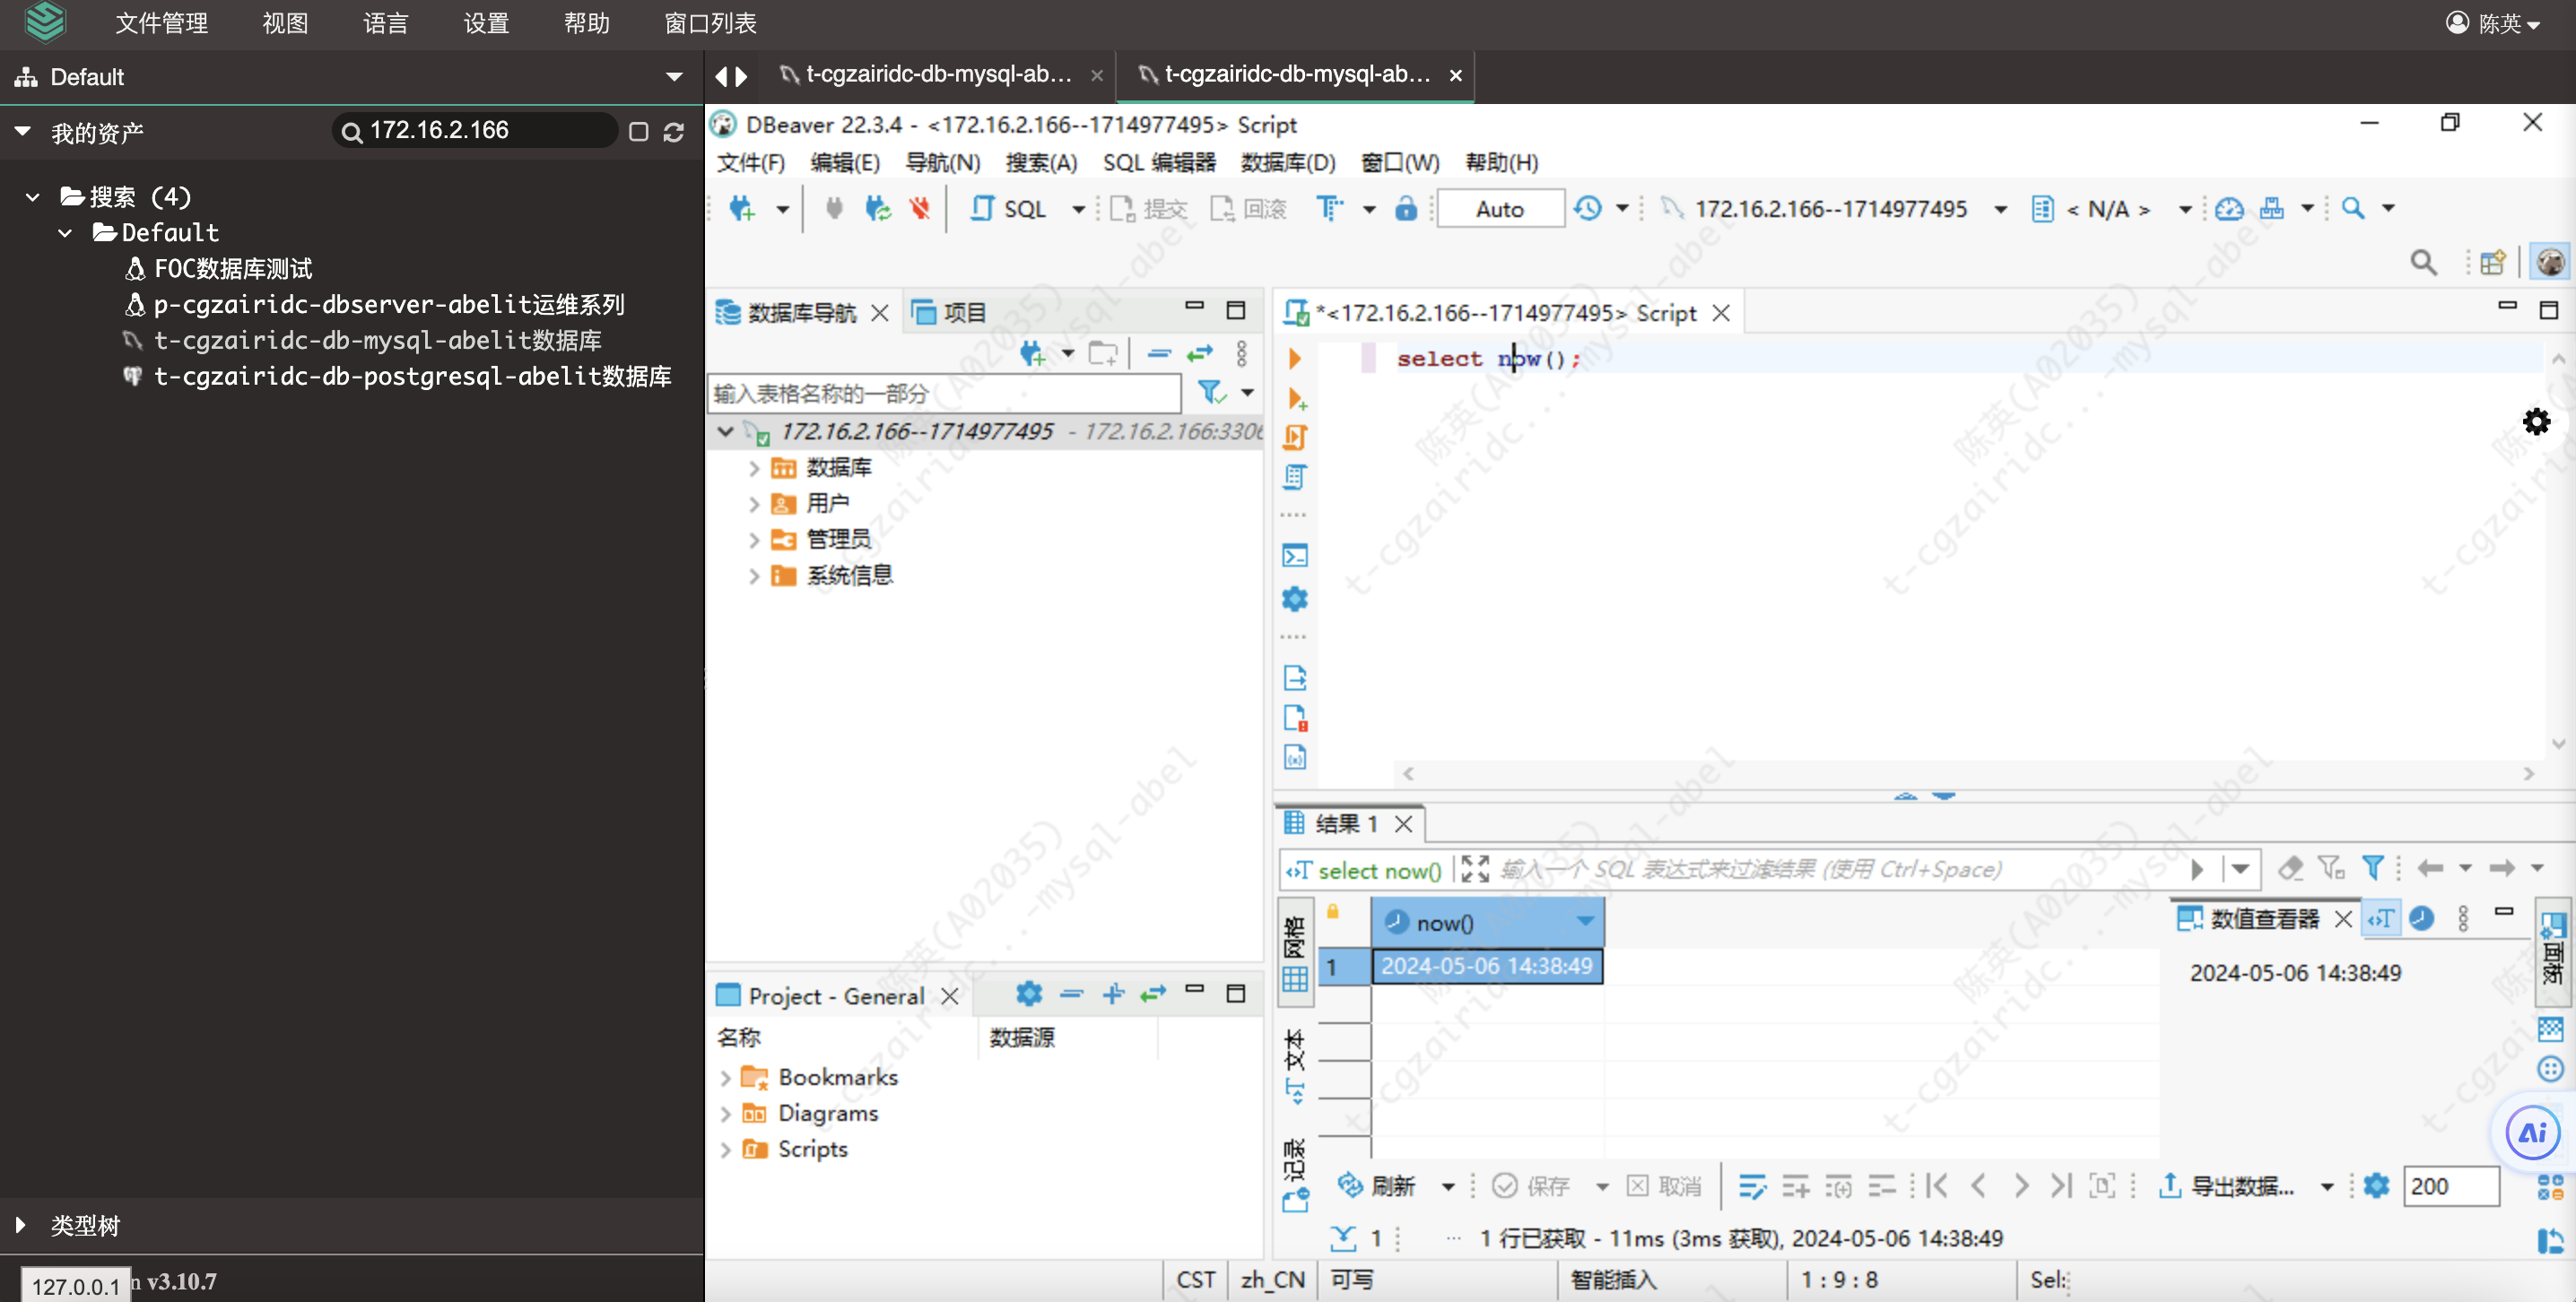 文件管理 视图 语言 设置 帮助 窗口列表 陈英
Default
t-cgzairidc-db-mysql-ab...
t-cgzairidc-db-mysql-ab...
我的资产 172.16.2.166
搜索 (4)
Default
FOC数据库测试
p-cgzairidc-dbserver-abelit运维系列
t-cgzairidc-db-mysql-abelit数据库
t-cgzairidc-db-postgresql-abelit数据库
类型树
127.0.0.1
n v3.10.7
DBeaver 22.3.4 - <172.16.2.166--1714977495> Script
文件(F) 编辑(E) 导航(N) 搜索(A) SQL 编辑器 数据库(D) 窗口(W) 帮助(H)
SQL 提交 回滚 Auto 172.16.2.166--1714977495 < N/A >
数据库导航 项目
输入表格名称的一部分
172.16.2.166--1714977495 - 172.16.2.166:3306
数据库
用户
管理员
系统信息
Project - General
名称 数据源
Bookmarks
Diagrams
Scripts
*<172.16.2.166--1714977495> Script
select now();
结果 1
select now() 输入一个 SQL 表达式来过滤结果 (使用 Ctrl+Space)
网格
文本
记录
now()
1 2024-05-06 14:38:49
数值查看器
2024-05-06 14:38:49
面板
Ai
刷新 保存 取消 导出数据... 200
1 ... 1 行已获取 - 11ms (3ms 获取), 2024-05-06 14:38:49
CST zh_CN 可写 智能插入 1 : 9 : 8 Sel:
陈英(A02035)
t-cgzairidc...-mysql-abel